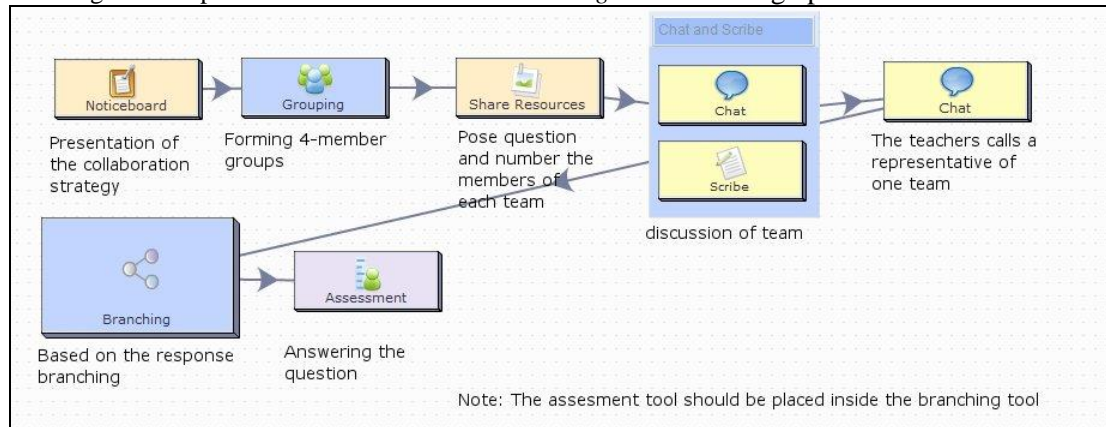 Chat and Scribe
Noticeboard
Grouping
Share Resources
Chat
Chat
Presentation of
the collaboration
strategy
Forming 4-member
groups
Pose question
and number the
members of
each team
Scribe
The teachers calls a
representative of
one team
discussion of team
Branching
Assessment
Based on the response
branching
Answering the
question
Note: The assesment tool should be placed inside the branching tool